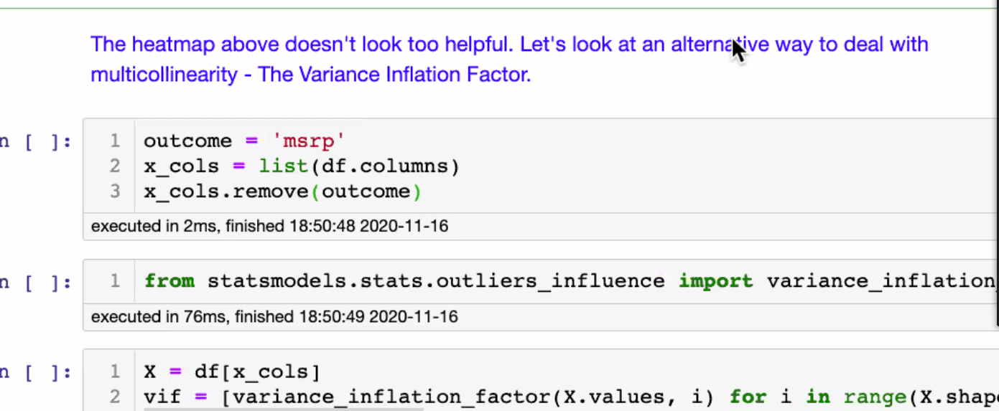 The heatmap above doesn't look too helpful. Let's look at an alternative way to deal with
multicollinearity - The Variance Inflation Factor.
n [ ]:
1 outcome = 'msrp'
2 x_cols = list(df.columns)
3 x_cols.remove(outcome)
executed in 2ms, finished 18:50:48 2020-11-16
n [ ]:
1 from statsmodels.stats.outliers_influence import variance_inflation_
executed in 76ms, finished 18:50:49 2020-11-16
n [ ]:
1 X = df[x_cols]
2 vif = [variance_inflation_factor(X.values, i) for i in range(X.shap